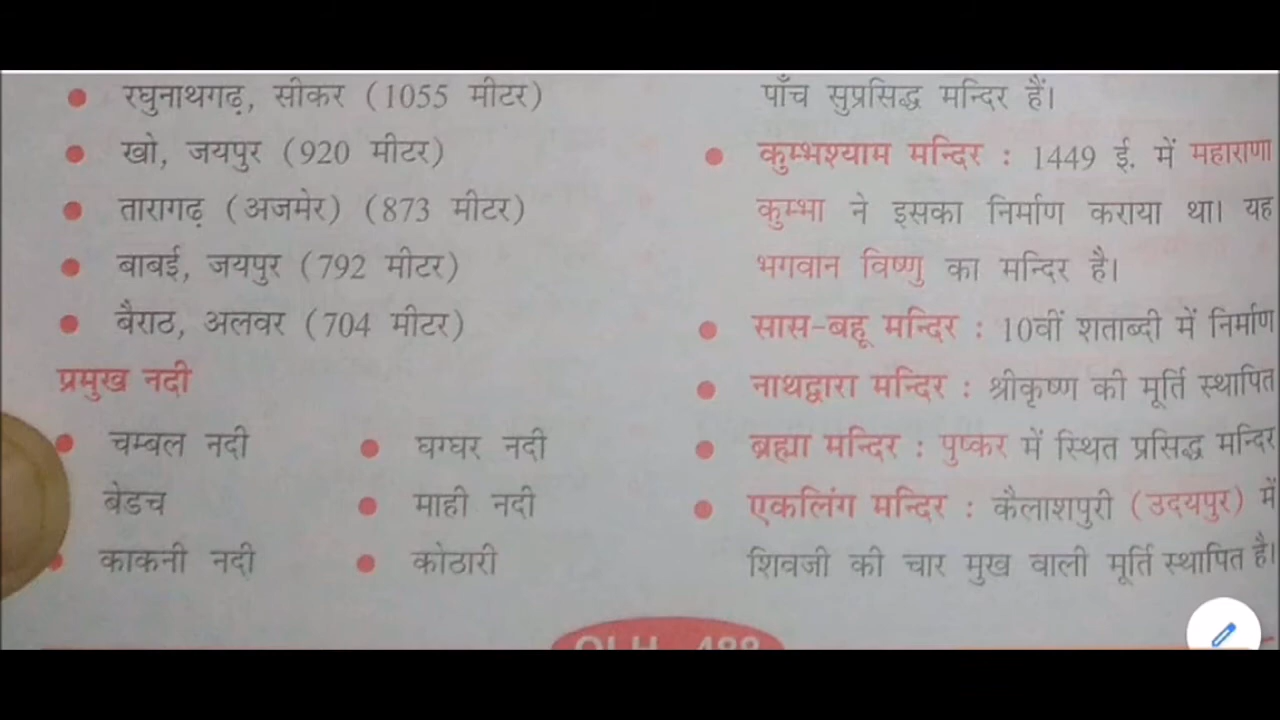 रघुनाथगढ़, सीकर (1055 मीटर)
खो, जयपुर (920 मीटर)
तारागढ़ (अजमेर) (873 मीटर)
बाबई, जयपुर (792 मीटर)
बैराठ, अलवर (704 मीटर)
प्रमुख नदी
चम्बल नदी
घग्घर नदी
बेडच
माही नदी
काकनी नदी
कोठारी
पाँच सुप्रसिद्ध मन्दिर हैं।
कुम्भश्याम मन्दिर : 1449 ई. में महाराणा
कुम्भा ने इसका निर्माण कराया था। यह
भगवान विष्णु का मन्दिर है।
सास-बहू मन्दिर : 10वीं शताब्दी में निर्माण
नाथद्वारा मन्दिर : श्रीकृष्ण की मूर्ति स्थापित
ब्रह्मा मन्दिर : पुष्कर में स्थित प्रसिद्ध मन्दिर
एकलिंग मन्दिर : कैलाशपुरी (उदयपुर) में
शिवजी की चार मुख वाली मूर्ति स्थापित है।